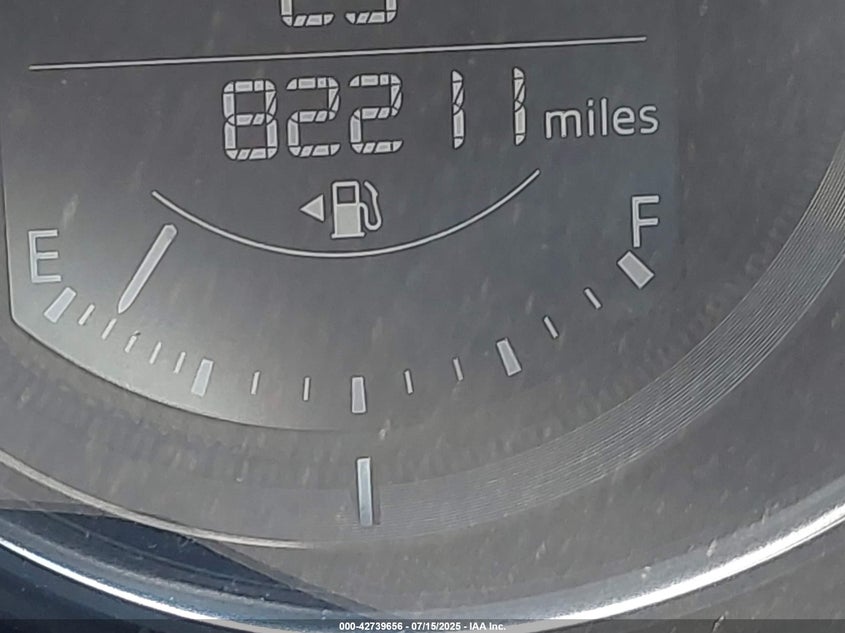 82211 miles
E
F
000-42739656 - 07/15/2025 - IAA Inc.